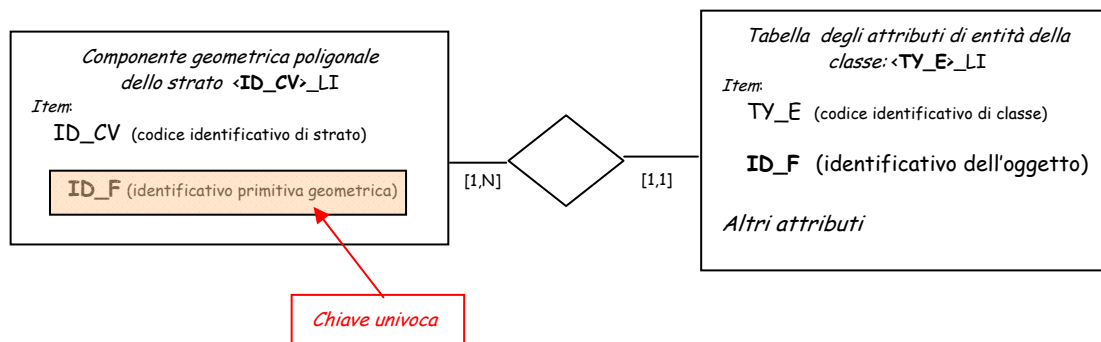 Componente geometrica poligonale
dello strato <ID_CV>_LI
Item:
ID_CV (codice identificativo di strato)
ID_F (identificativo primitiva geometrica)
[1,N]
[1,1]
Tabella degli attributi di entità della
classe: <TY_E>_LI
Item:
TY_E (codice identificativo di classe)
ID_F (identificativo dell'oggetto)
Altri attributi
Chiave univoca